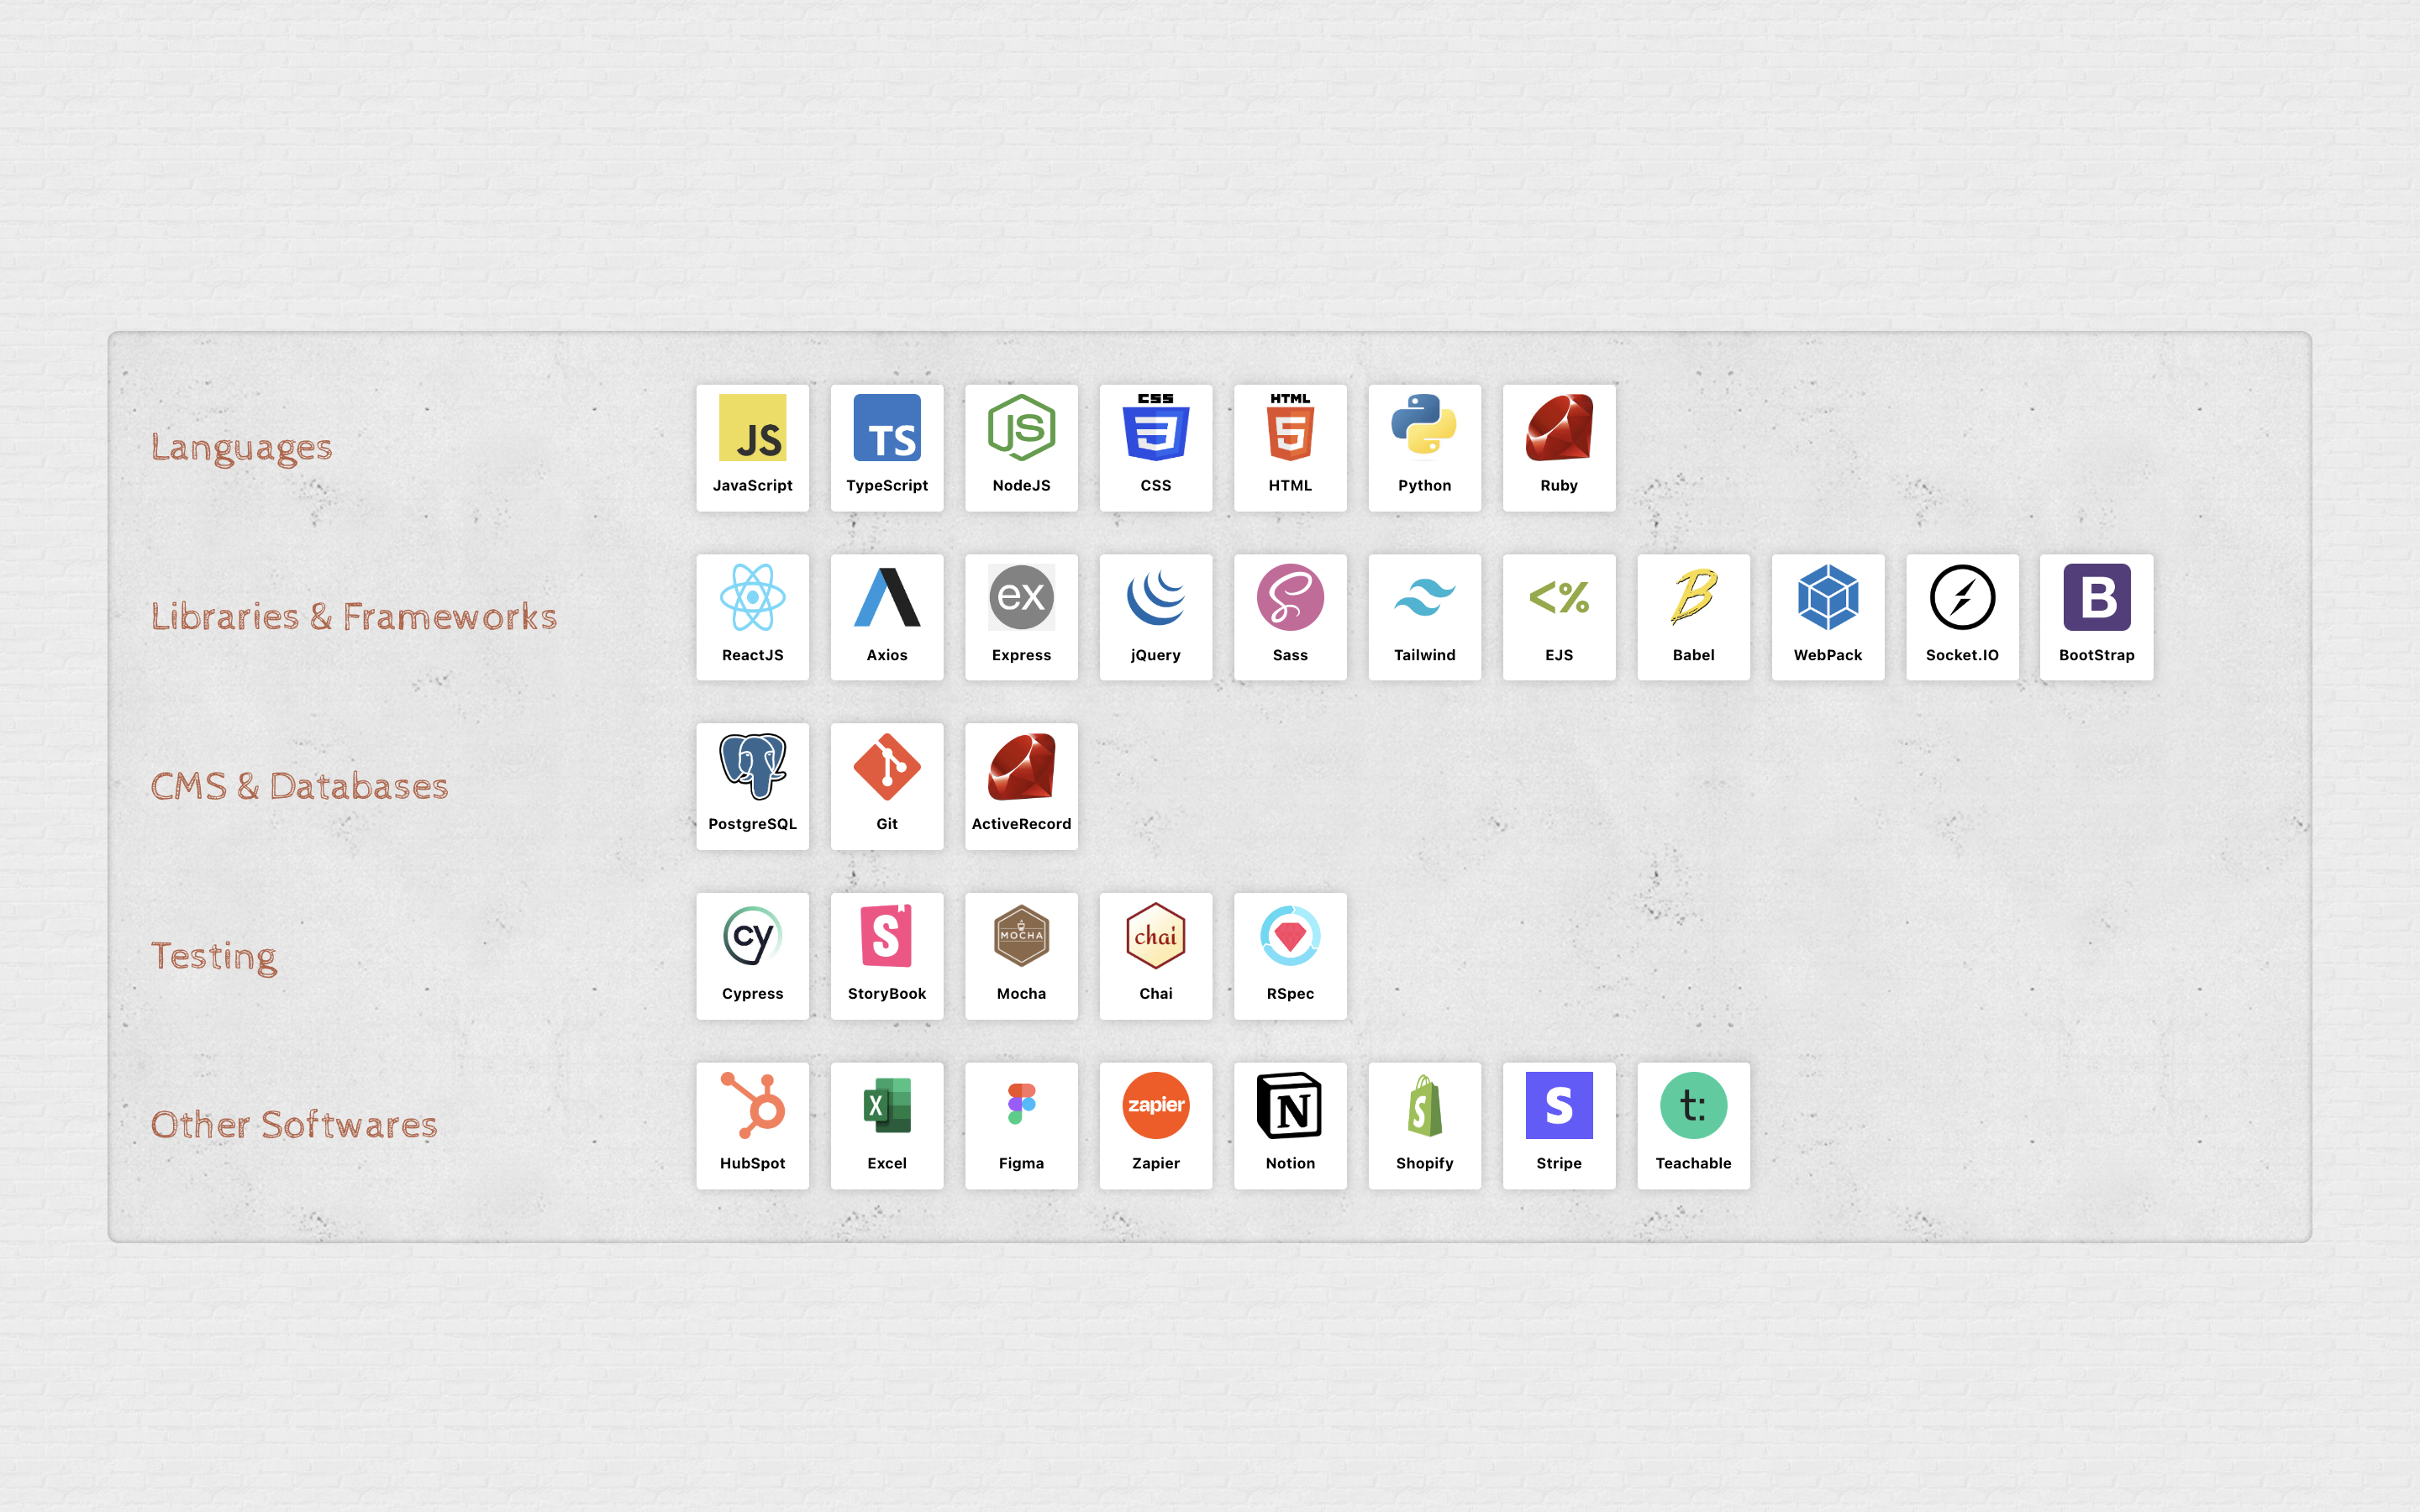 Languages
JS TS JS CSS HTML
JavaScript TypeScript NodeJS CSS HTML Python Ruby
Libraries & Frameworks
ex <% B B
ReactJS Axios Express jQuery Sass Tailwind EJS Babel WebPack Socket.IO BootStrap
CMS & Databases
PostgreSQL Git ActiveRecord
Testing
cy S MOCHA chai
Cypress StoryBook Mocha Chai RSpec
Other Softwares
X zapier N S S t:
HubSpot Excel Figma Zapier Notion Shopify Stripe Teachable